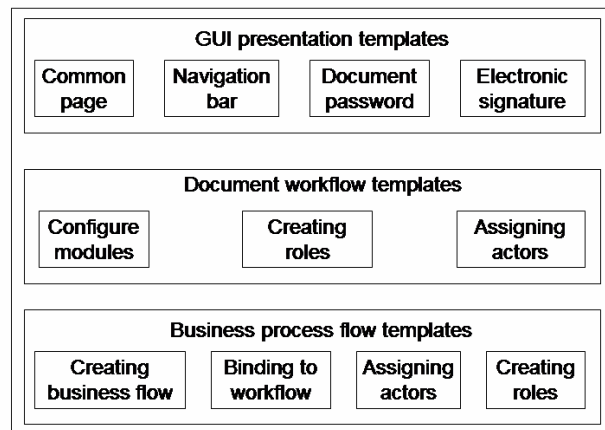 GUI presentation templates
Common
page
Navigation
bar
Document
password
Electronic
signature
Document workflow templates
Configure
modules
Creating
roles
Assigning
actors
Business process flow templates
Creating
business flow
Binding to
workflow
Assigning
actors
Creating
roles